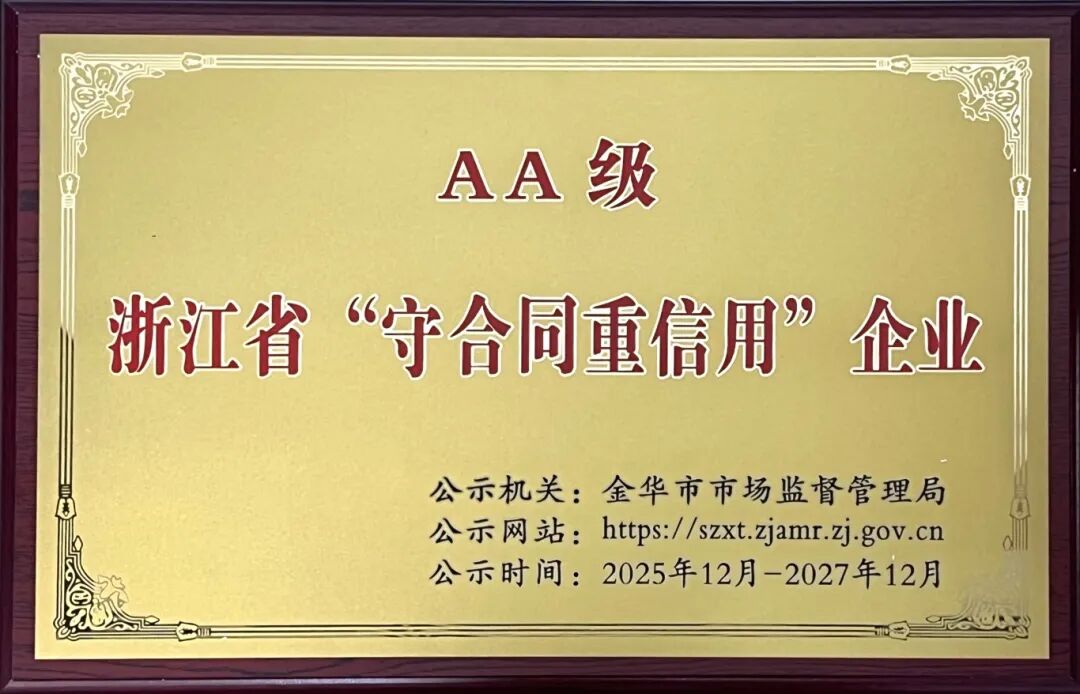 AA级
浙江省“守合同重信用”企业
公示机关：金华市市场监督管理局
公示网站：https://szxt.zjamr.zj.gov.cn
公示时间：2025年12月-2027年12月